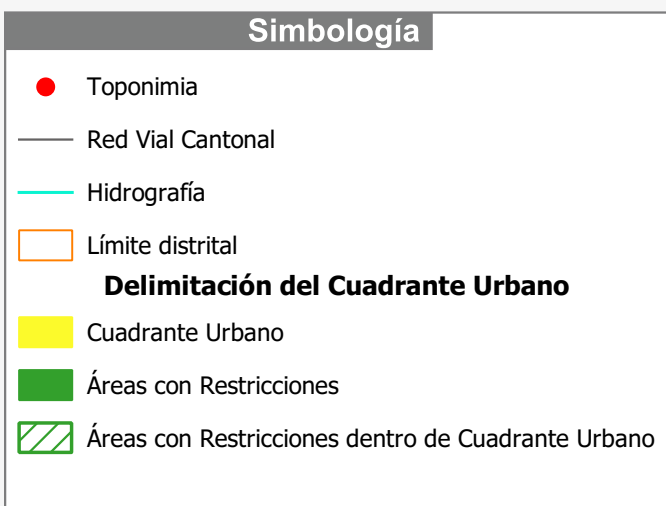 Simbología
Toponimia
Red Vial Cantonal
Hidrografía
Límite distrital
Delimitación del Cuadrante Urbano
Cuadrante Urbano
Áreas con Restricciones
Áreas con Restricciones dentro de Cuadrante Urbano